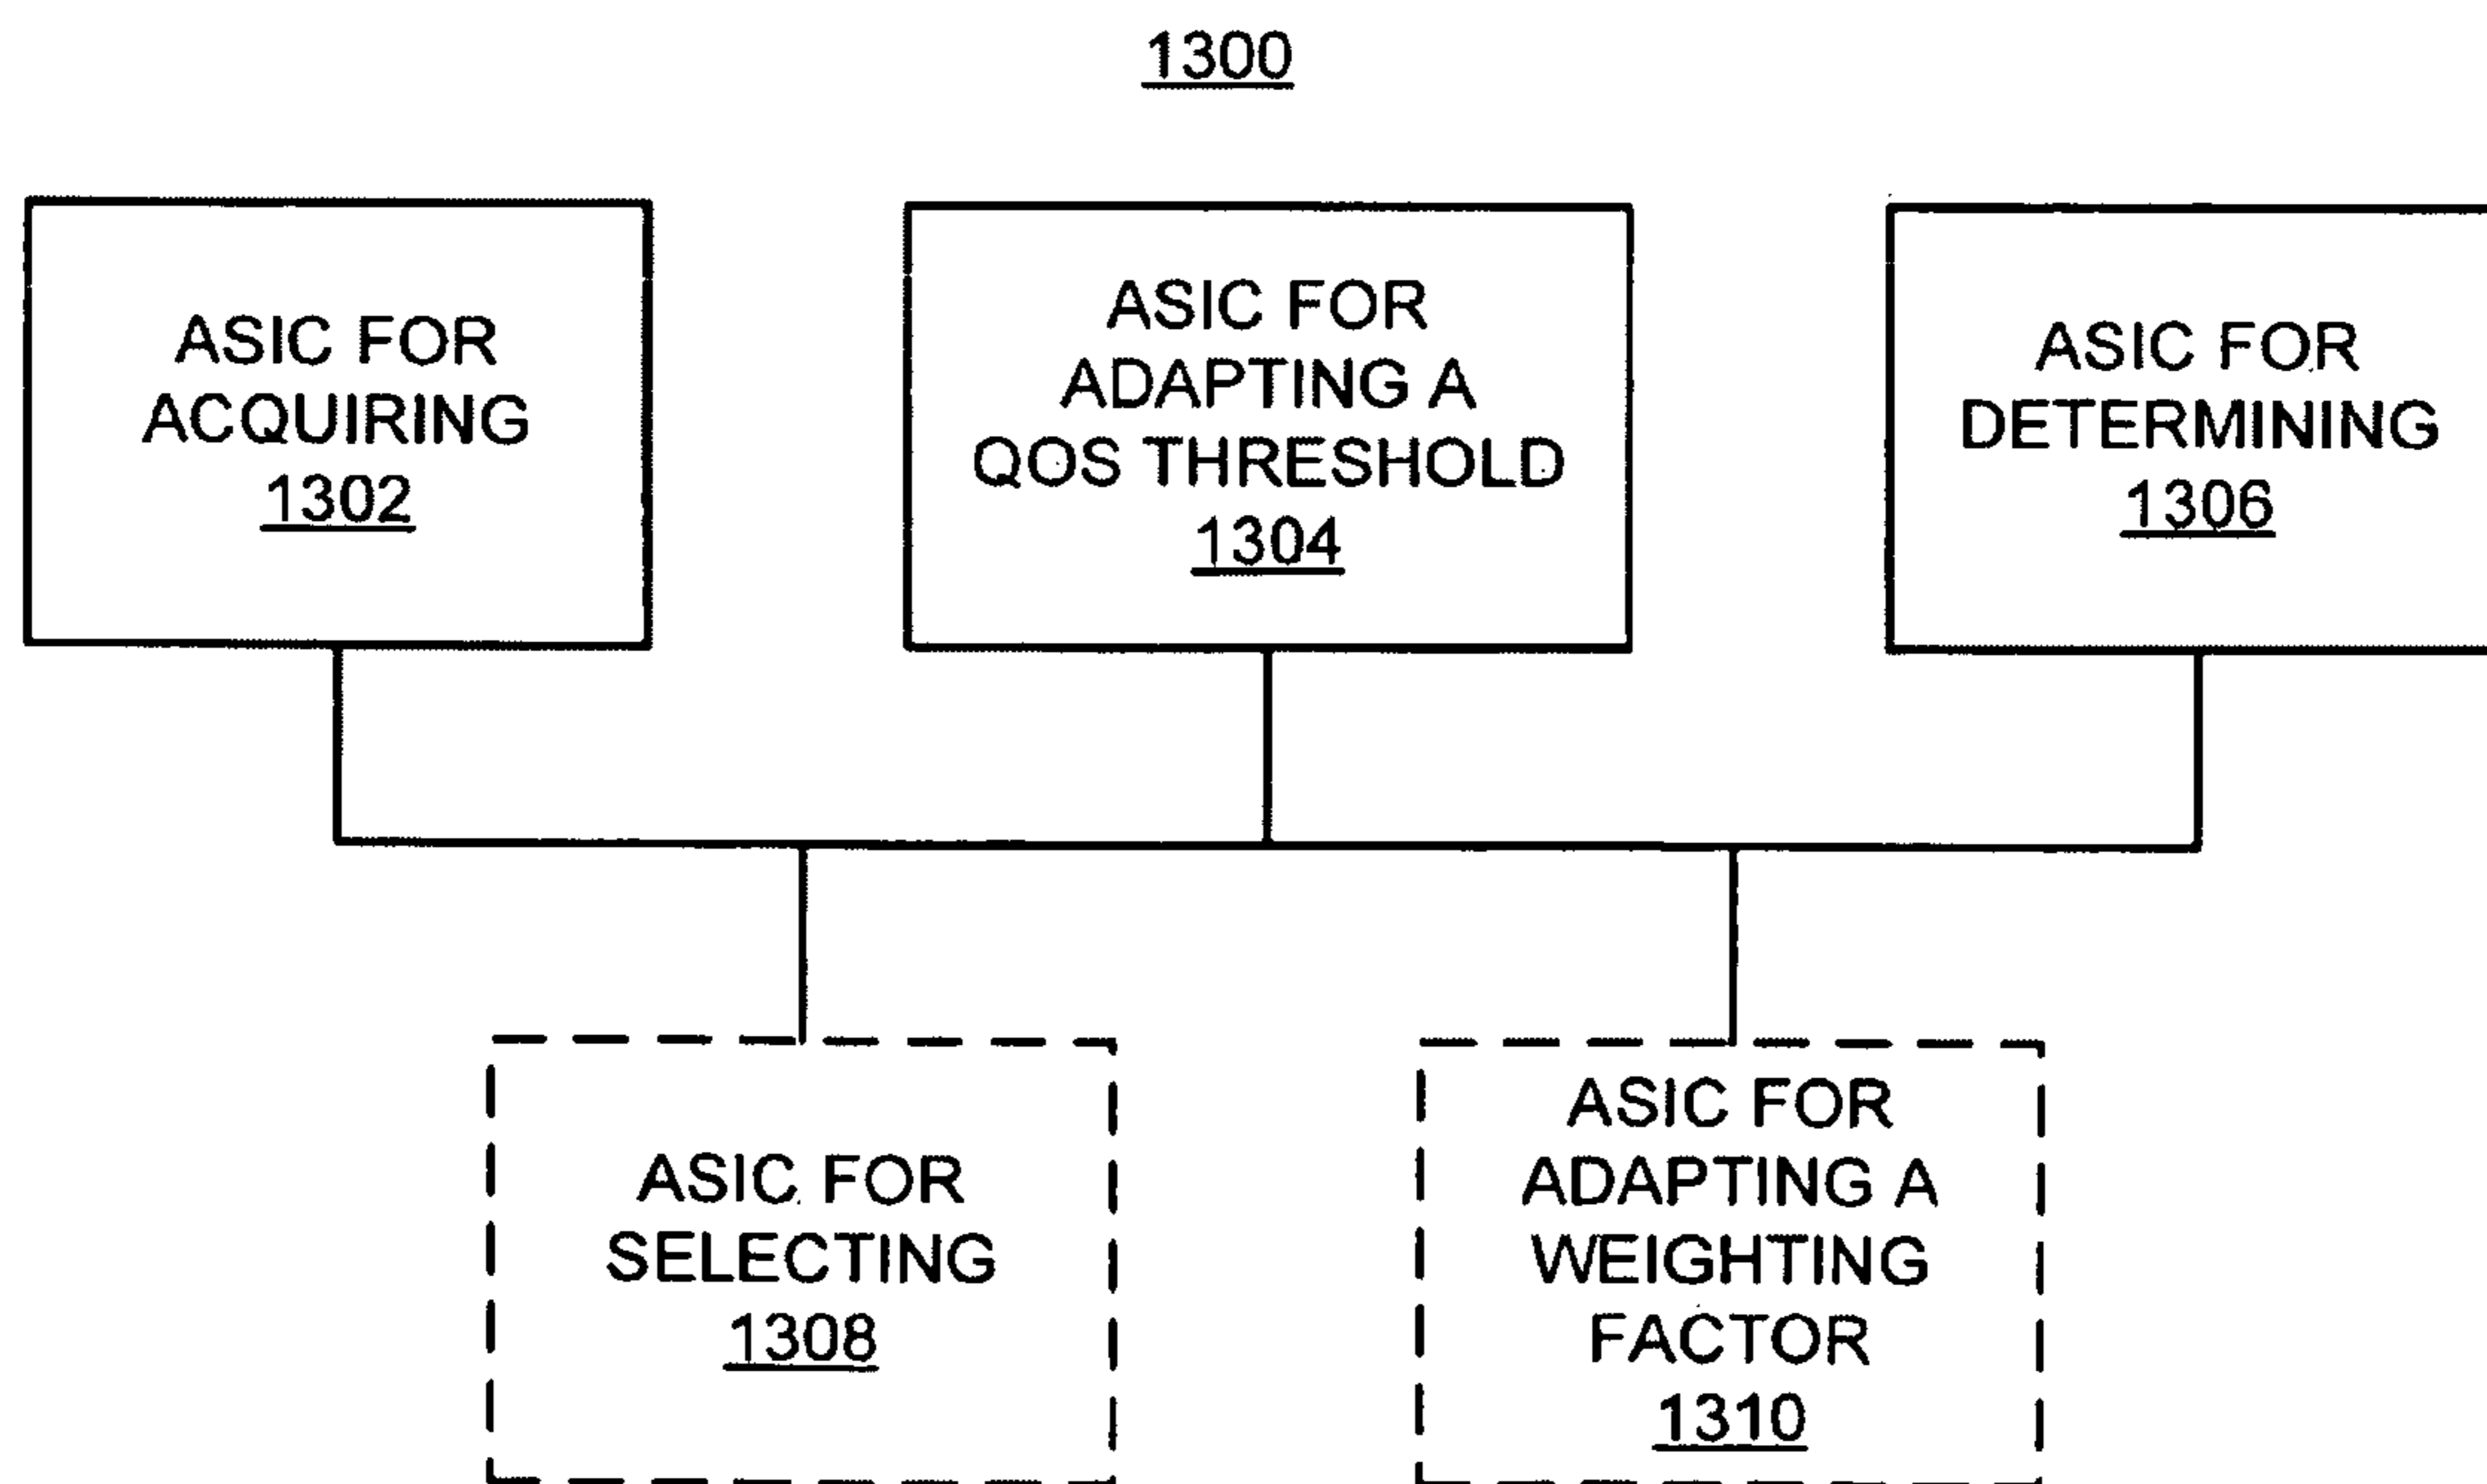 1300
ASIC FOR
ACQUIRING
1302
ASIC FOR
ADAPTING A
QOS THRESHOLD
1304
ASIC FOR
DETERMINING
1306
ASIC FOR
SELECTING
1308
ASIC FOR
ADAPTING A
WEIGHTING
FACTOR
1310